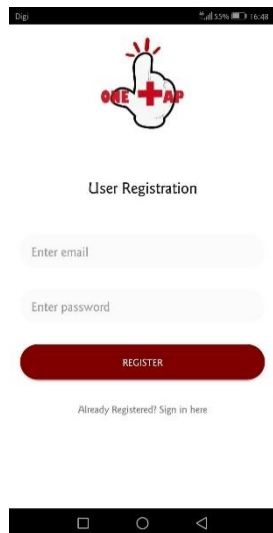 Digi 55% 16:48
ONE TAP
User Registration
Enter email
Enter password
REGISTER
Already Registered? Sign in here